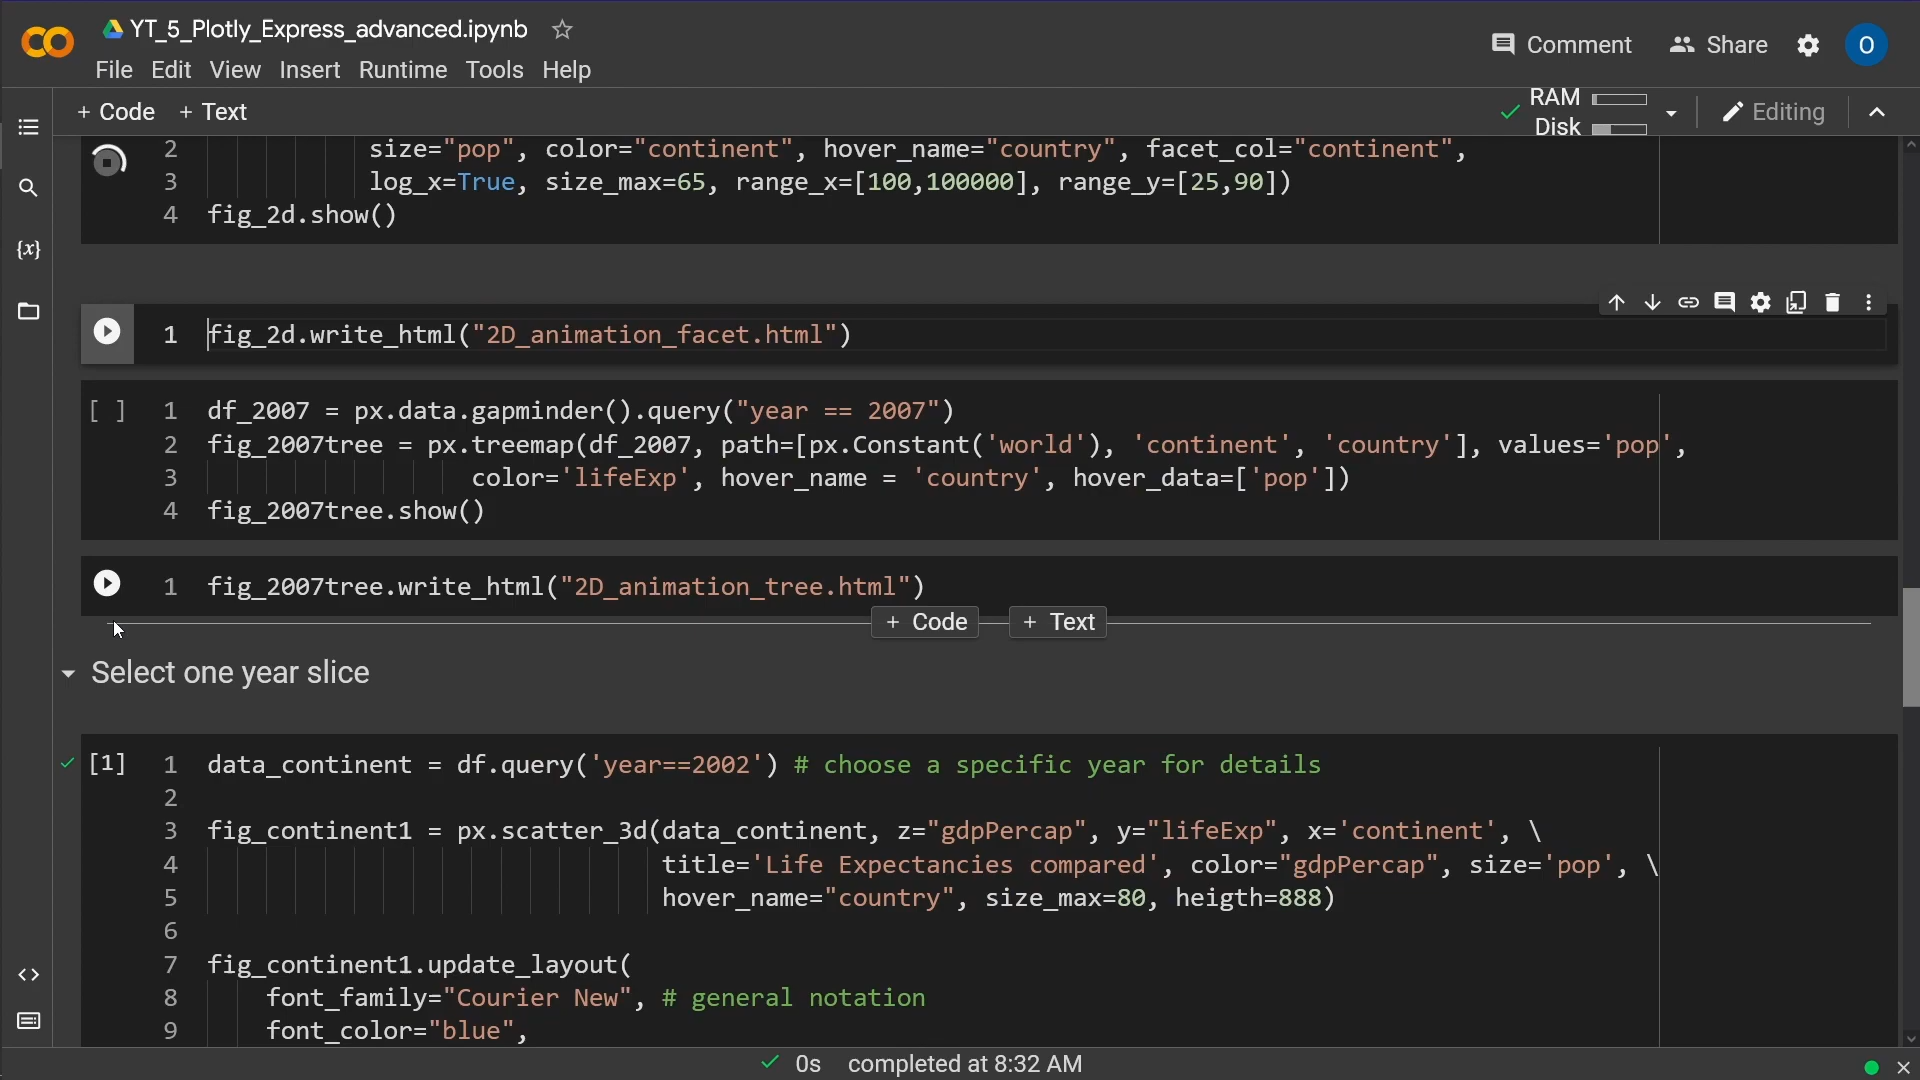 YT_5_Plotly_Express_advanced.ipynb
Comment
Share
O
File Edit View Insert Runtime Tools Help
+ Code + Text
RAM
Disk
Editing
{x}
2 size="pop", color="continent", hover_name="country", facet_col="continent",
3 log_x=True, size_max=65, range_x=[100,100000], range_y=[25,90])
4 fig_2d.show()
1 fig_2d.write_html("2D_animation_facet.html")
[ ] 1 df_2007 = px.data.gapminder().query("year == 2007")
2 fig_2007tree = px.treemap(df_2007, path=[px.Constant('world'), 'continent', 'country'], values='pop',
3 color='lifeExp', hover_name = 'country', hover_data=['pop'])
4 fig_2007tree.show()
1 fig_2007tree.write_html("2D_animation_tree.html")
+ Code + Text
Select one year slice
[1] 1 data_continent = df.query('year==2002') # choose a specific year for details
2
3 fig_continent1 = px.scatter_3d(data_continent, z="gdpPercap", y="lifeExp", x='continent', \
4 title='Life Expectancies compared', color="gdpPercap", size='pop', \
5 hover_name="country", size_max=80, heigth=888)
6
7 fig_continent1.update_layout(
8 font_family="Courier New", # general notation
9 font_color="blue",
0s completed at 8:32 AM